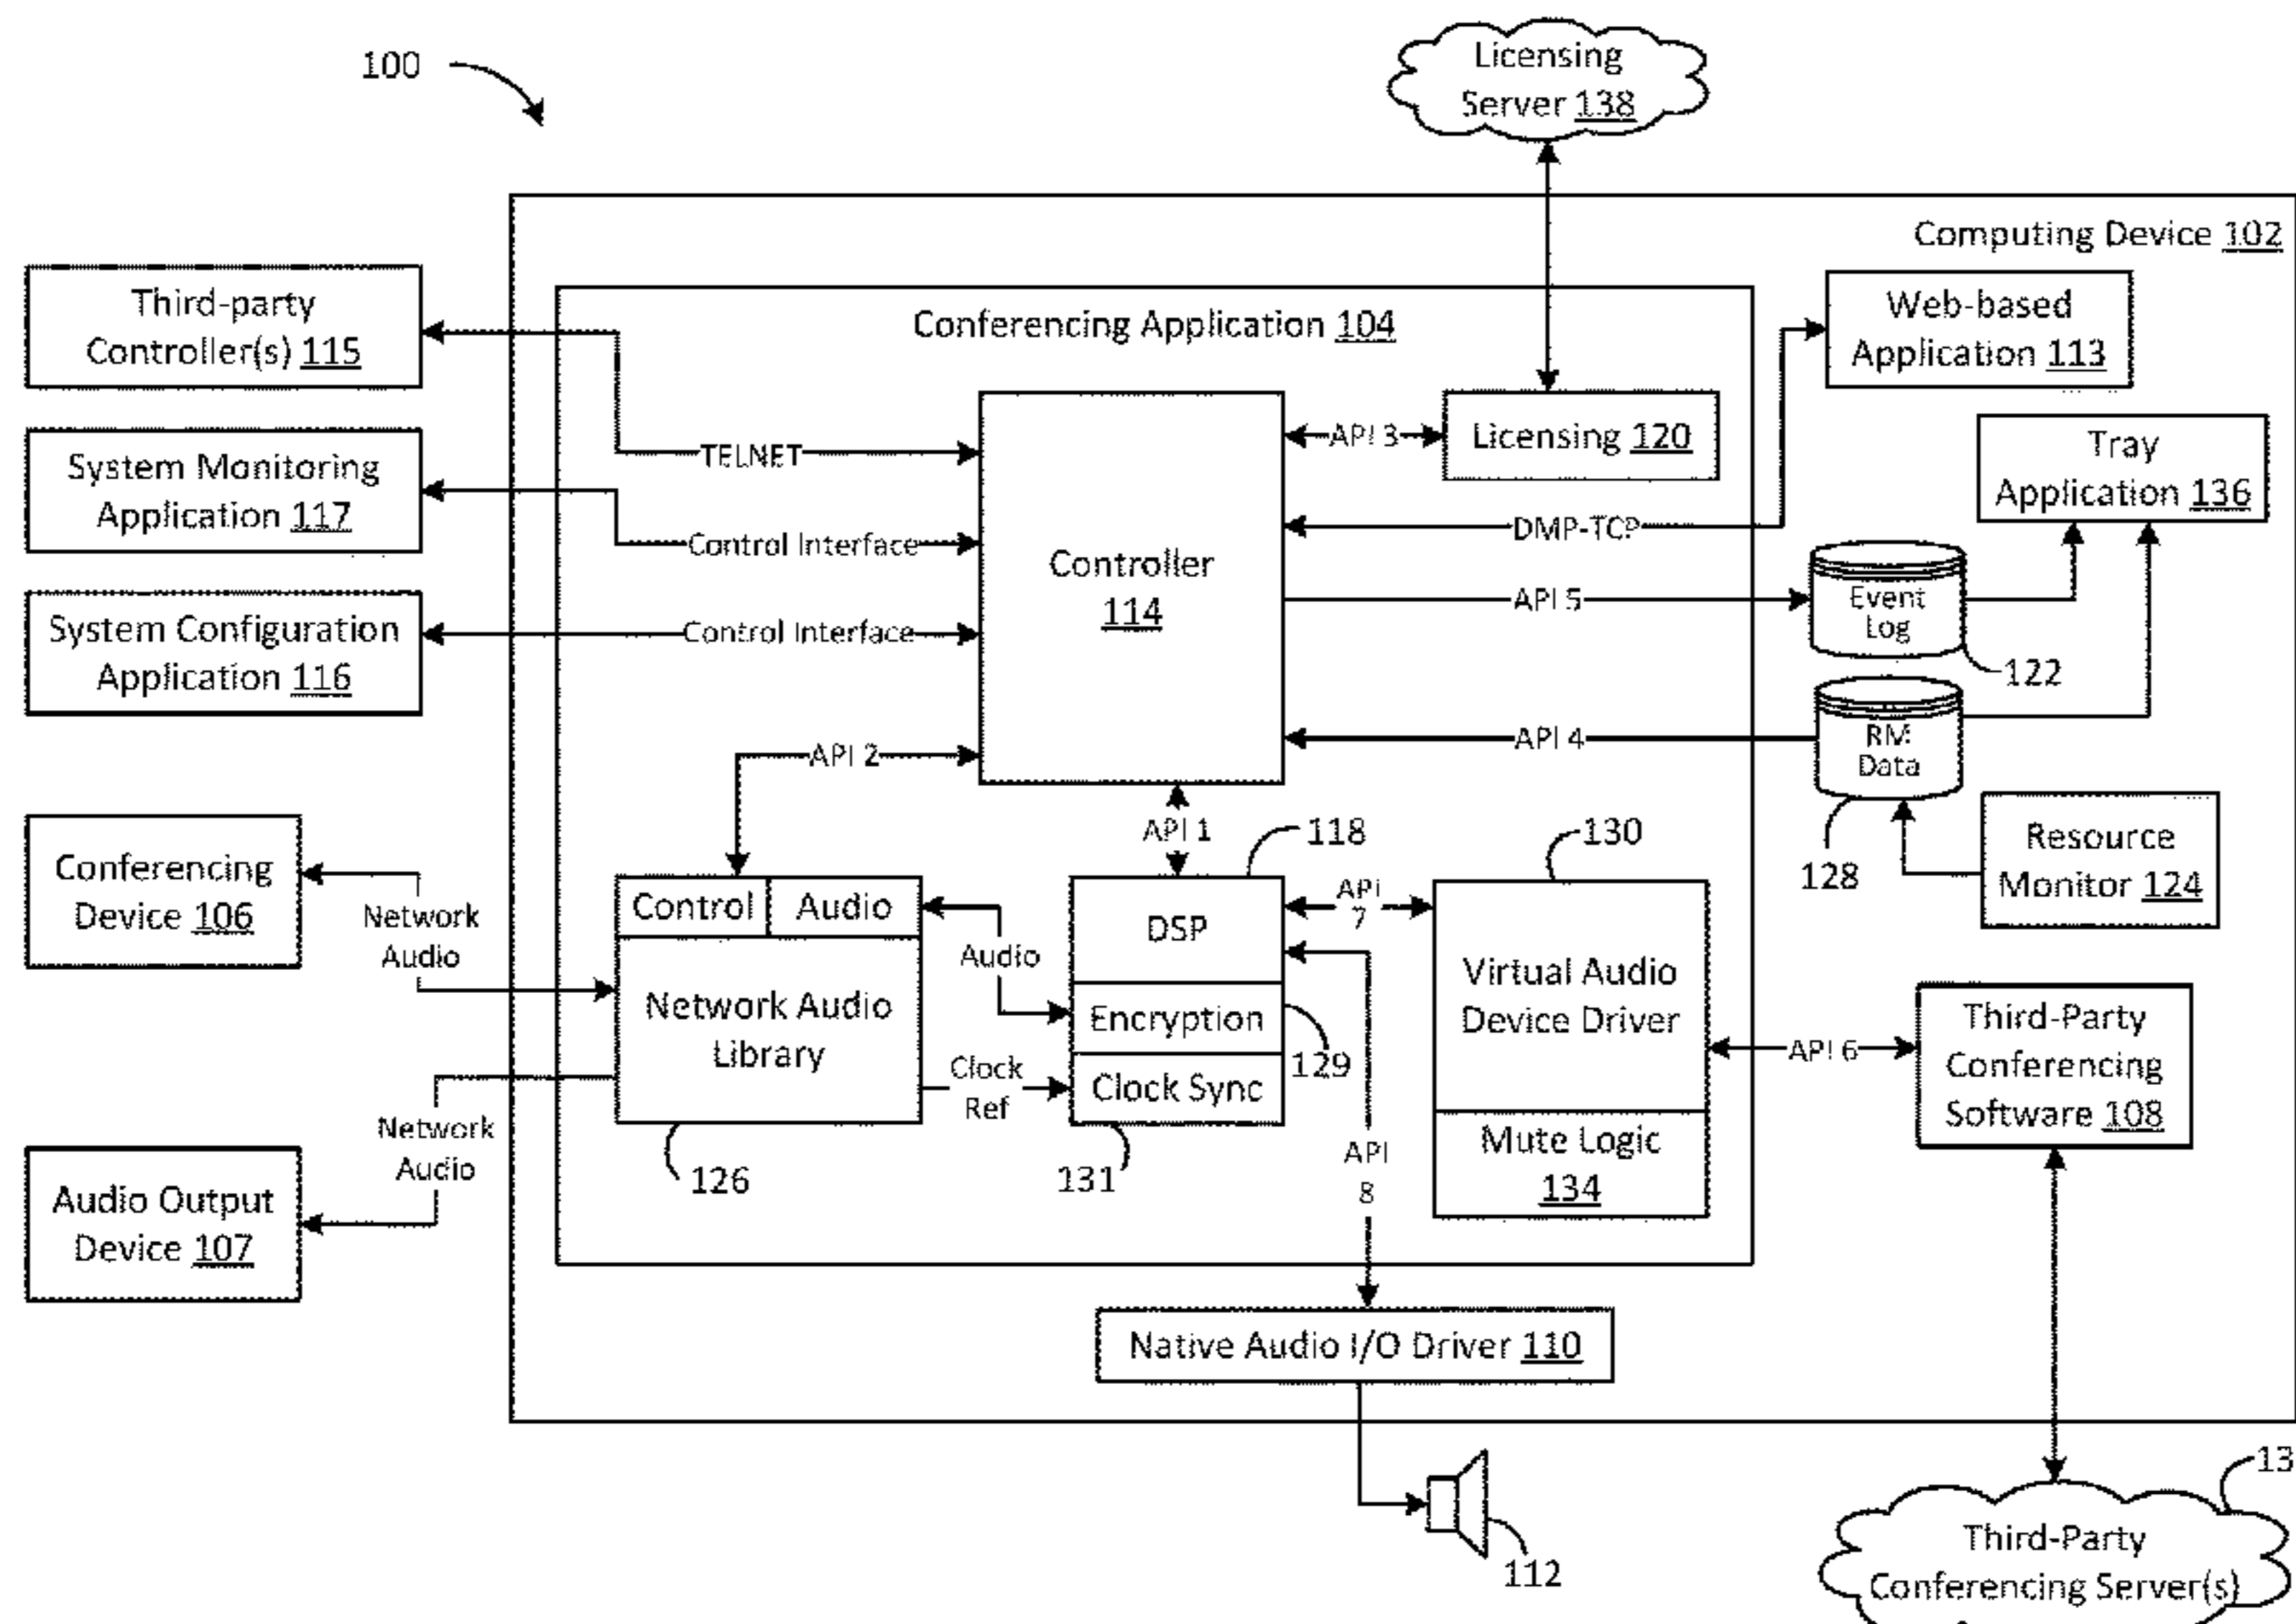 100
Licensing
Server 138
Computing Device 102
Third-party
Controller(s) 115
Conferencing Application 104
Web-based
Application 113
System Monitoring
Application 117
TELNET
API 3
Licensing 120
Tray
Application 136
Control Interface
Controller
114
DMP-TCP
System Configuration
Application 116
Control Interface
API 5
Event
Log
122
API 2
API 4
RM
Data
128
Resource
Monitor 124
API 1
118
130
Conferencing
Device 106
Network
Audio
Control
Audio
Network Audio
Library
126
Audio
Clock
Ref
DSP
Encryption
129
Clock Sync
131
API
7
Virtual Audio
Device Driver
Mute Logic
134
API 6
Third-Party
Conferencing
Software 108
Network
Audio
Audio Output
Device 107
API
8
Native Audio I/O Driver 110
112
13
Third-Party
Conferencing Server(s)